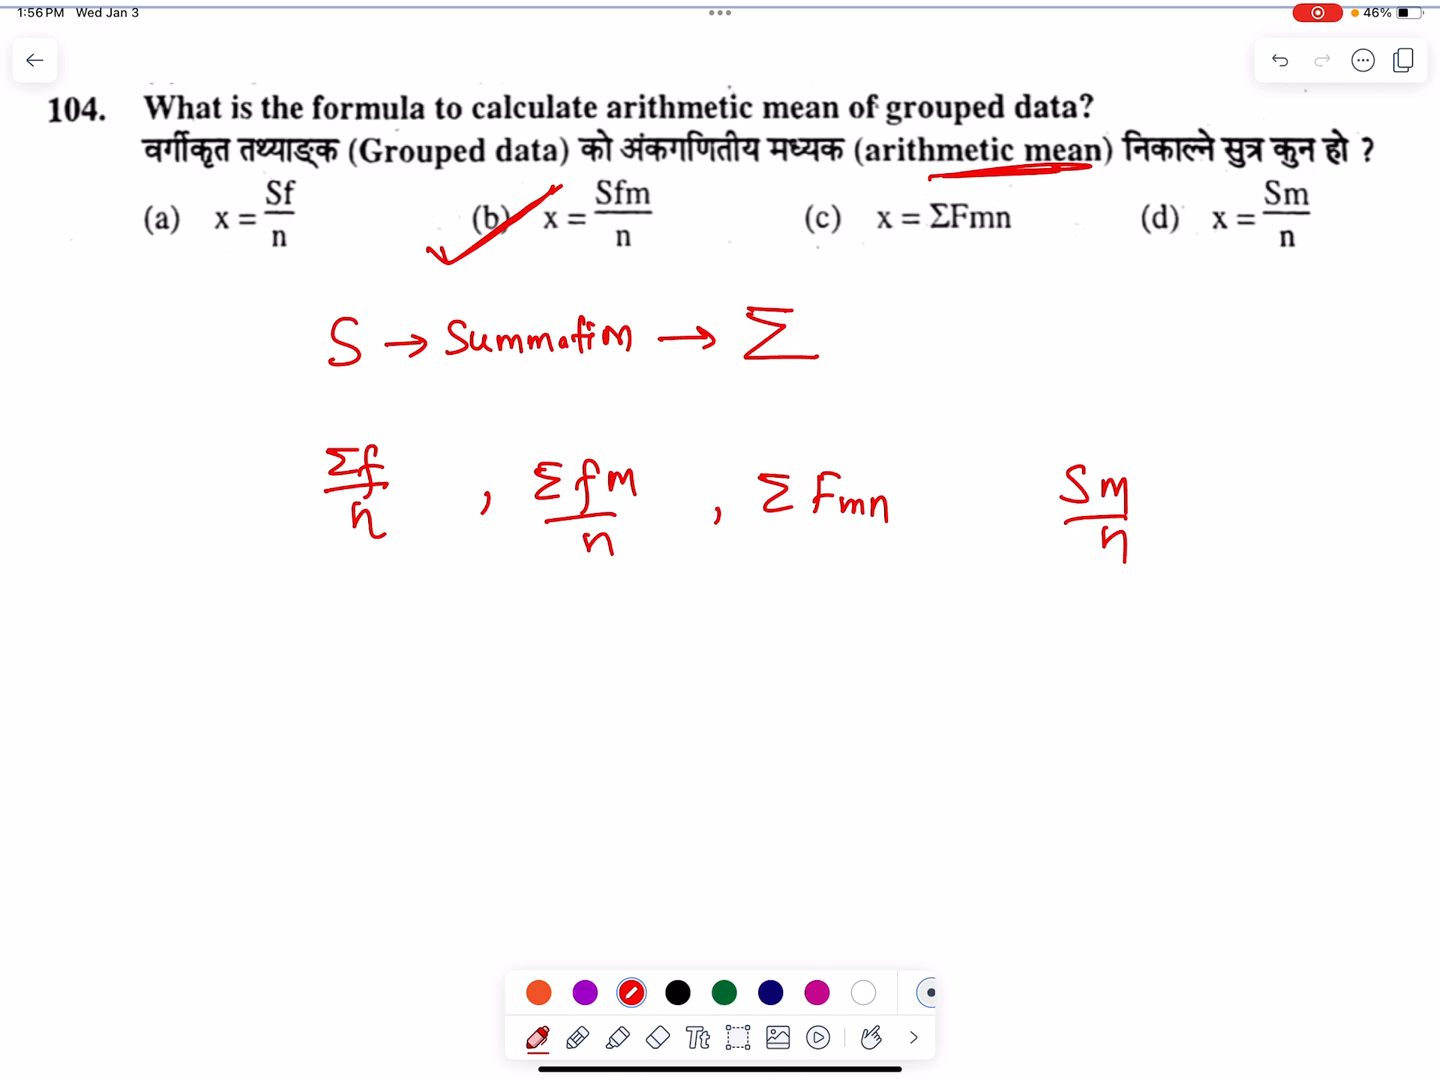 1:56 PM Wed Jan 3
46%
104. What is the formula to calculate arithmetic mean of grouped data?
वर्गीकृत तथ्याङ्क (Grouped data) को अंकगणितीय मध्यक (arithmetic mean) निकाल्ने सुत्र कुन हो ?
(a) x = Sf/n (b) x = Sfm/n (c) x = ΣFmn (d) x = Sm/n
S → Summation → Σ
Σf/n , Σfm/n , ΣFmn Sm/n
Tt